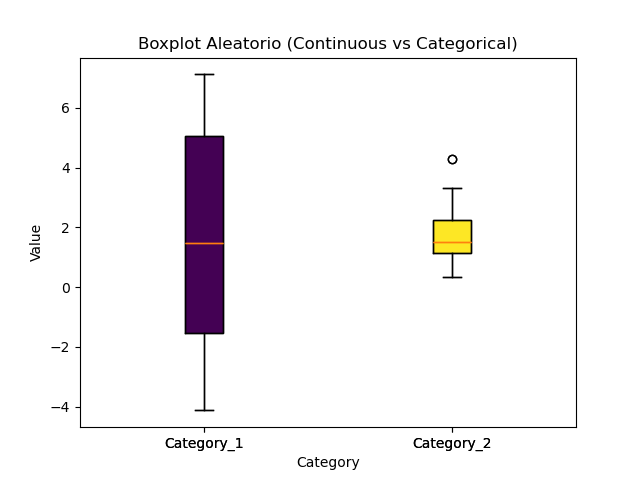 Boxplot Aleatorio (Continuous vs Categorical)
Value
6
4
2
0
−2
−4
Category_1
Category_2
Category